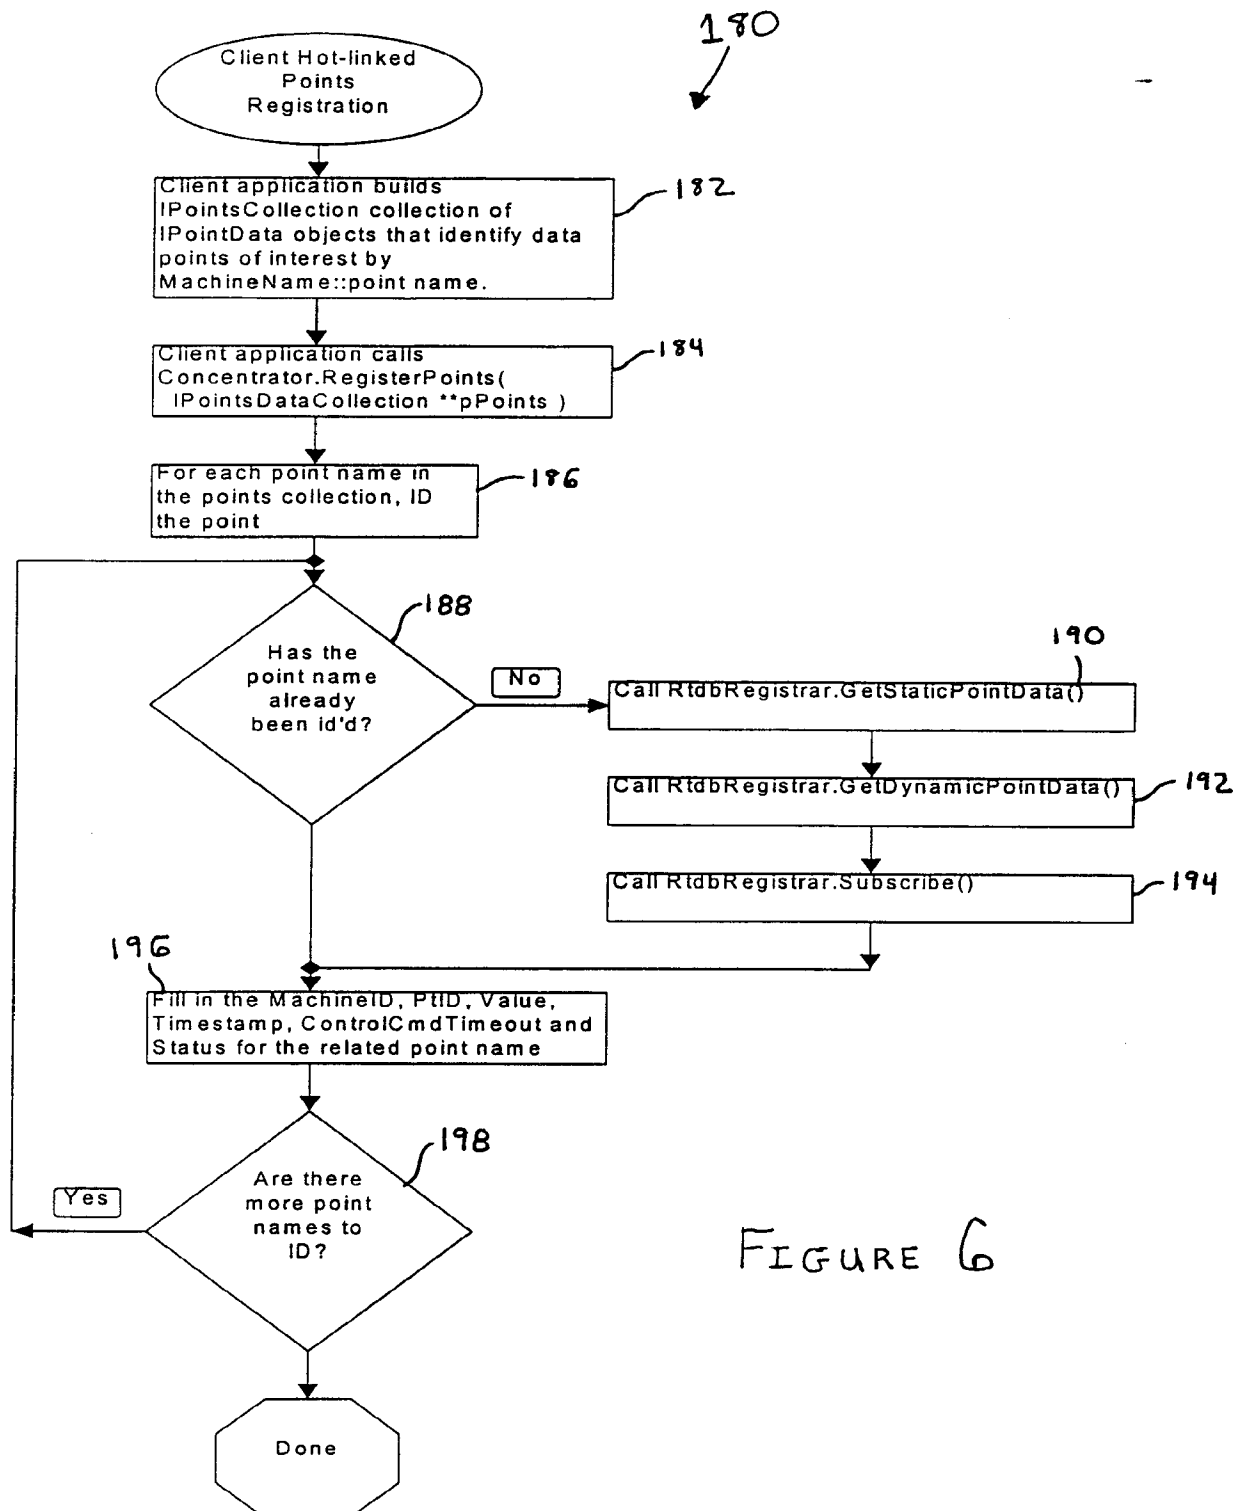 180
Client Hot-linked
Points
Registration
Client application builds
IPointsCollection collection of
IPointData objects that identify data
points of interest by
MachineName::point name.
182
Client application calls
Concentrator.RegisterPoints(
IPointsDataCollection **pPoints )
184
For each point name in
the points collection, ID
the point
186
188
Has the
point name
already
been id'd?
No
190
Call RtdbRegistrar.GetStaticPointData()
Call RtdbRegistrar.GetDynamicPointData()
192
Call RtdbRegistrar.Subscribe()
194
196
Fill in the MachineID, PtID, Value,
Timestamp, ControlCmdTimeout and
Status for the related point name
198
Are there
more point
names to
ID?
Yes
FIGURE 6
Done